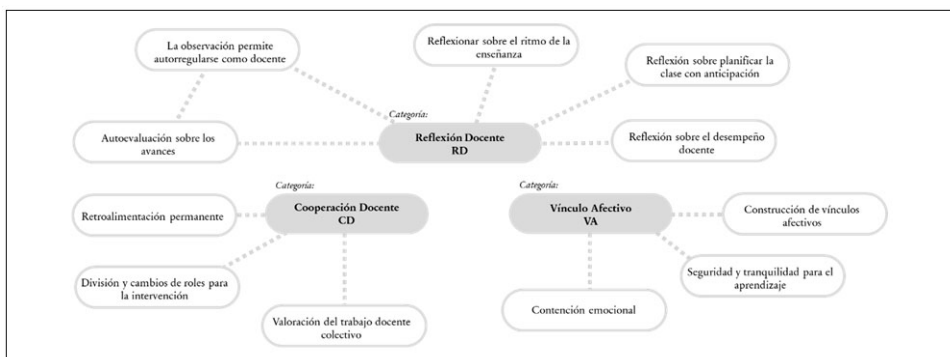 La observación permite
autorregularse como docente
Reflexionar sobre el ritmo de la
enseñanza
Reflexión sobre planificar la
clase con anticipación
Categoría:
Reflexión Docente
RD
Autoevaluación sobre los
avances
Reflexión sobre el desempeño
docente
Categoría:
Cooperación Docente
CD
Categoría:
Vínculo Afectivo
VA
Retroalimentación permanente
Construcción de vínculos
afectivos
División y cambios de roles para
la intervención
Seguridad y tranquilidad para el
aprendizaje
Valoración del trabajo docente
colectivo
Contención emocional